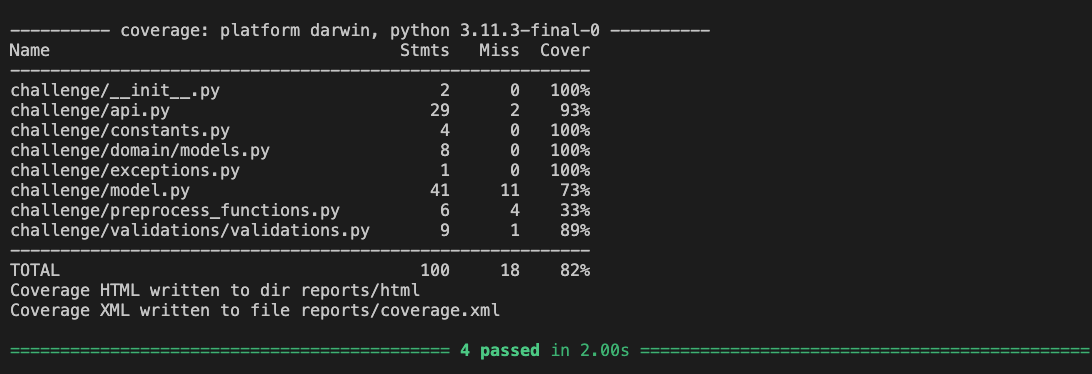 ---------- coverage: platform darwin, python 3.11.3-final-0 ----------
Name                                    Stmts   Miss  Cover
----------------------------------------------------------
challenge/__init__.py                       2      0   100%
challenge/api.py                           29      2    93%
challenge/constants.py                      4      0   100%
challenge/domain/models.py                  8      0   100%
challenge/exceptions.py                     1      0   100%
challenge/model.py                         41     11    73%
challenge/preprocess_functions.py           6      4    33%
challenge/validations/validations.py        9      1    89%
----------------------------------------------------------
TOTAL                                     100     18    82%
Coverage HTML written to dir reports/html
Coverage XML written to file reports/coverage.xml
============================================ 4 passed in 2.00s =============================================